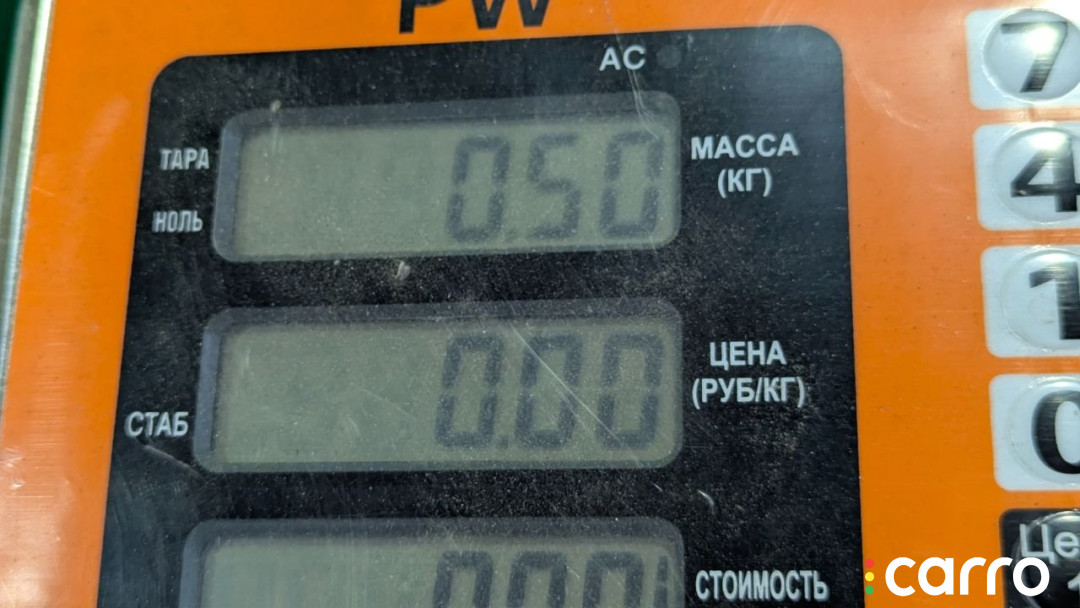 PW
AC
ТАРА
НОЛЬ
0.50
МАССА
(КГ)
СТАБ
0.00
ЦЕНА
(РУБ/КГ)
СТОИМОСТЬ
7
4
1
0
carro